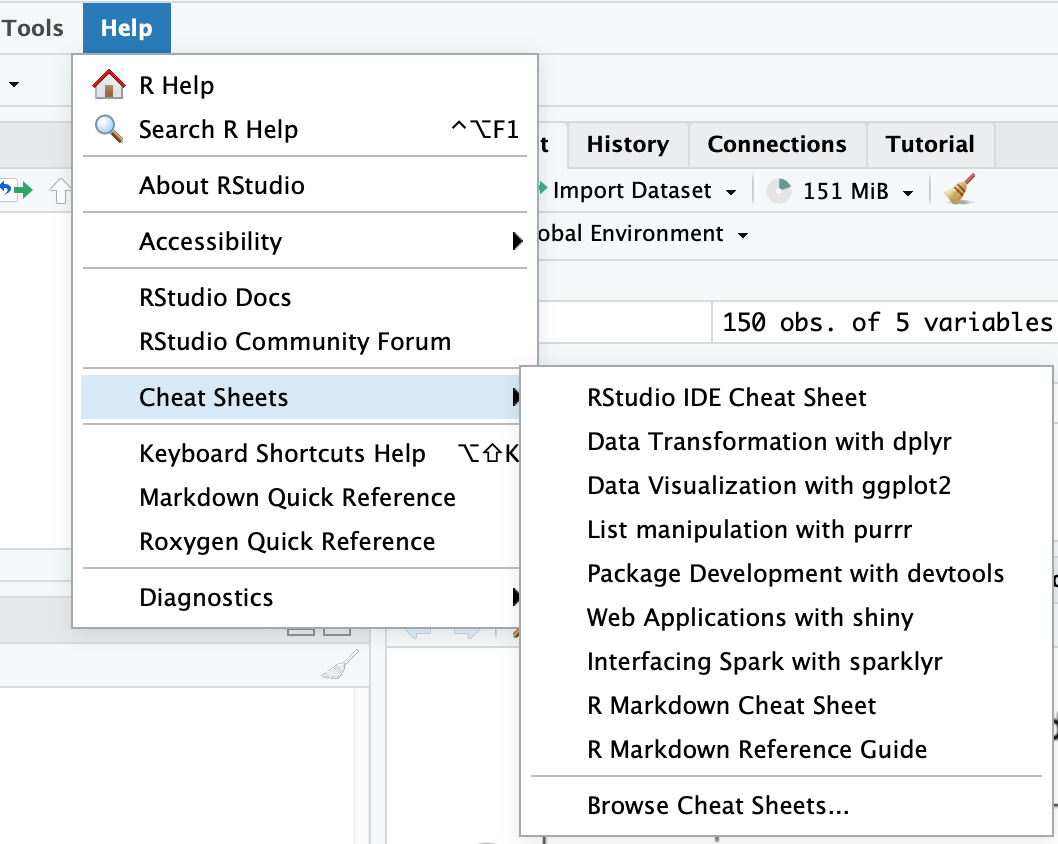 Tools Help
R Help
Search R Help ^⌥F1
About RStudio
Accessibility
RStudio Docs
RStudio Community Forum
Cheat Sheets
Keyboard Shortcuts Help ⌥⇧K
Markdown Quick Reference
Roxygen Quick Reference
Diagnostics
t History Connections Tutorial
Import Dataset 151 MiB
obal Environment
150 obs. of 5 variables
RStudio IDE Cheat Sheet
Data Transformation with dplyr
Data Visualization with ggplot2
List manipulation with purrr
Package Development with devtools
Web Applications with shiny
Interfacing Spark with sparklyr
R Markdown Cheat Sheet
R Markdown Reference Guide
Browse Cheat Sheets...